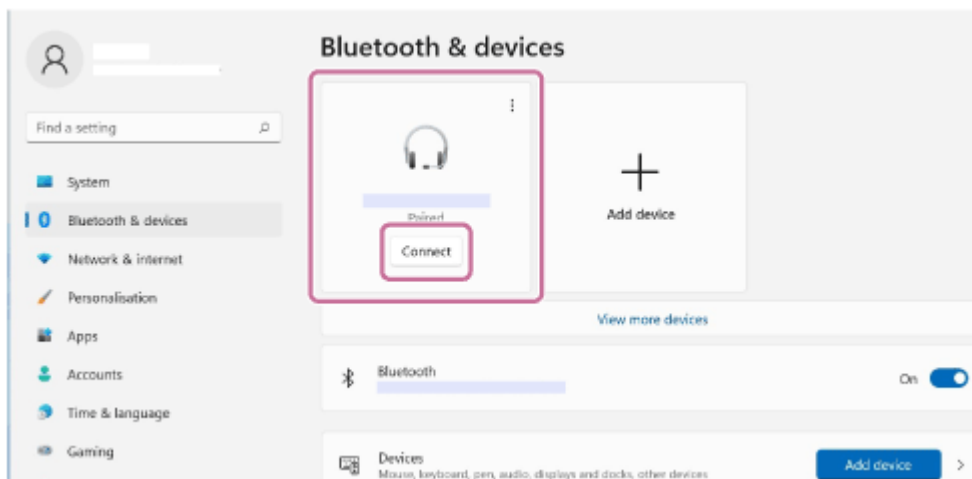 Bluetooth & devices
Find a setting
System
Bluetooth & devices
Network & internet
Personalisation
Apps
Accounts
Time & language
Gaming
Paired
Connect
Add device
View more devices
Bluetooth
On
Devices
Mouse, keyboard, pen, audio, displays and docks, other devices
Add device